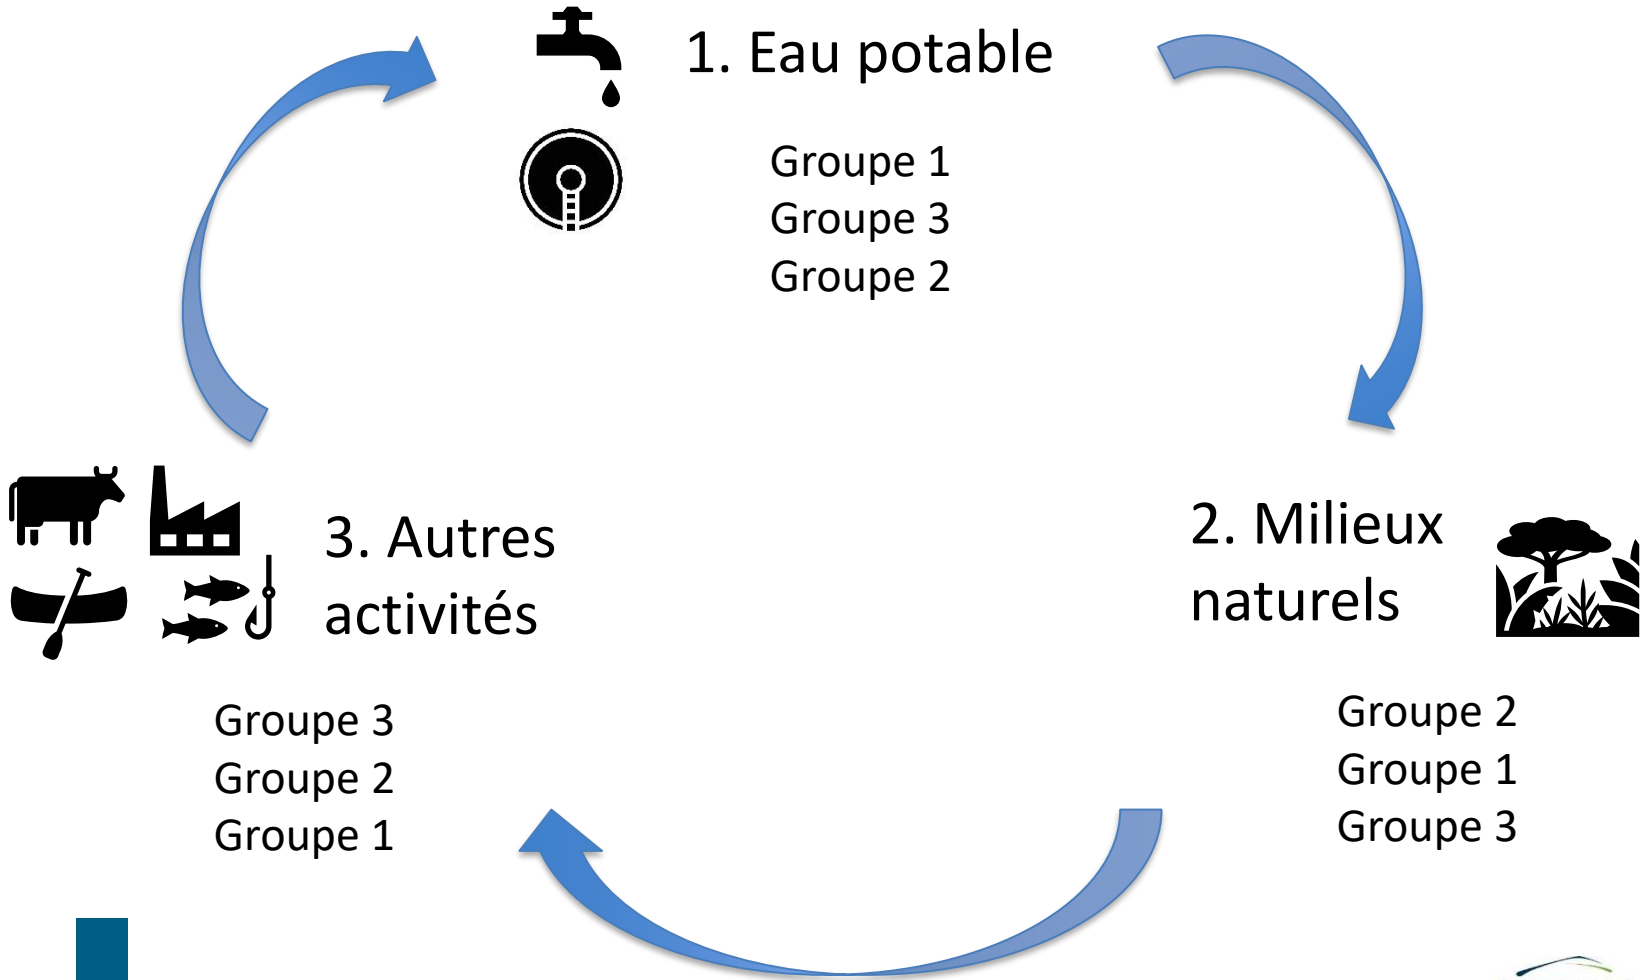 1. Eau potable
Groupe 1
Groupe 3
Groupe 2
2. Milieux
naturels
Groupe 2
Groupe 1
Groupe 3
3. Autres
activités
Groupe 3
Groupe 2
Groupe 1